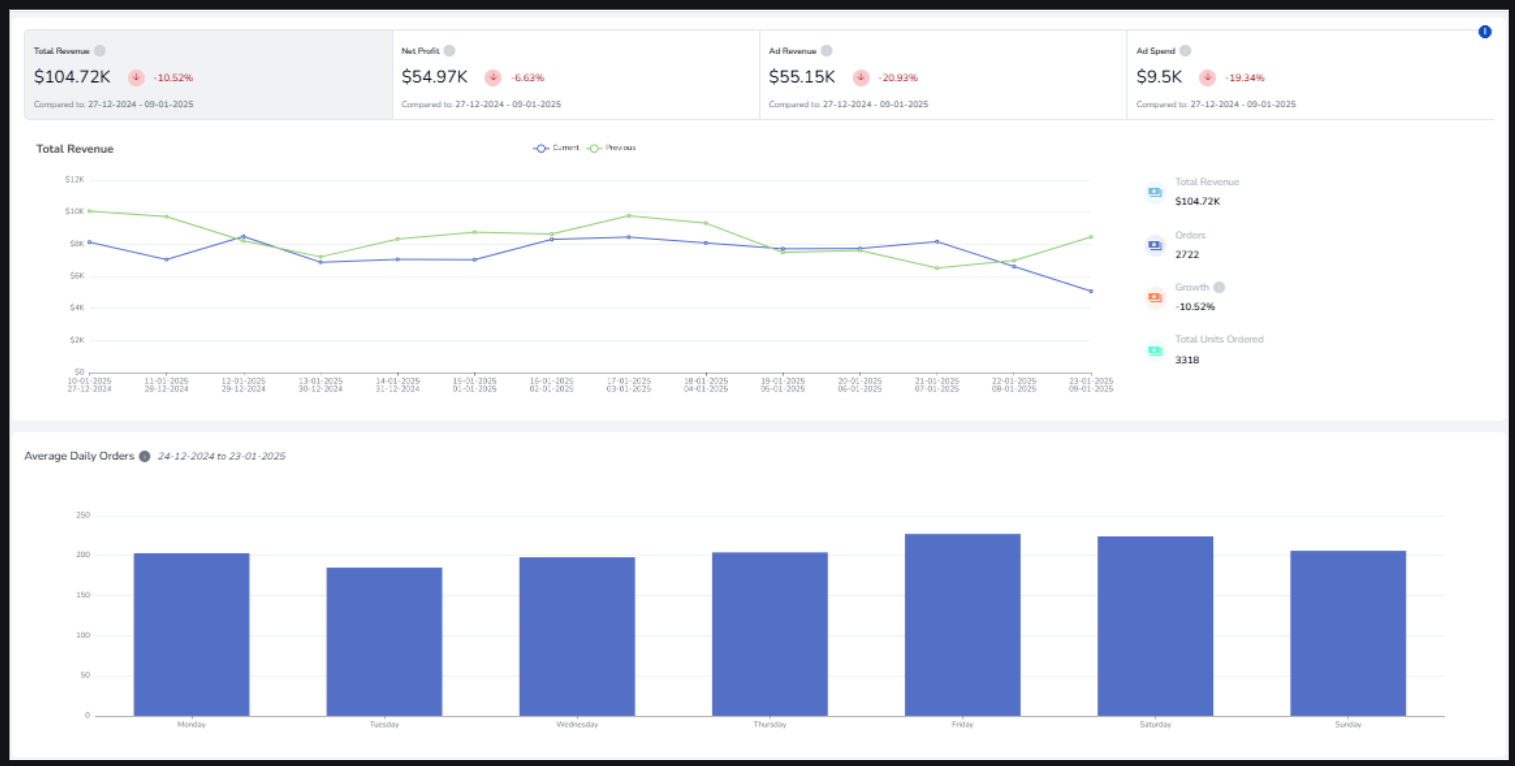 Total Revenue
$104.72K -10.52%
Compared to: 27-12-2024 - 09-01-2025
Net Profit
$54.97K -6.63%
Compared to: 27-12-2024 - 09-01-2025
Ad Revenue
$55.15K -20.93%
Compared to: 27-12-2024 - 09-01-2025
Ad Spend
$9.5K -19.34%
Compared to: 27-12-2024 - 09-01-2025
Total Revenue
Current Previous
$12K
$10K
$8K
$6K
$4K
$2K
$0
10-01-2025 11-01-2025 12-01-2025 13-01-2025 14-01-2025 15-01-2025 16-01-2025 17-01-2025 18-01-2025 19-01-2025 20-01-2025 21-01-2025 22-01-2025 23-01-2025
27-12-2024 28-12-2024 29-12-2024 30-12-2024 31-12-2024 01-01-2025 02-01-2025 03-01-2025 04-01-2025 05-01-2025 06-01-2025 07-01-2025 08-01-2025 09-01-2025
Total Revenue
$104.72K
Orders
2722
Growth
-10.52%
Total Units Ordered
3318
Average Daily Orders 24-12-2024 to 23-01-2025
250
200
150
100
50
0
Monday Tuesday Wednesday Thursday Friday Saturday Sunday